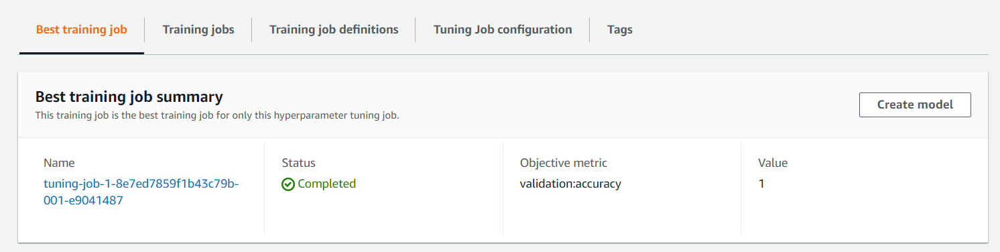 Best training job
Training jobs
Training job definitions
Tuning Job configuration
Tags
Best training job summary
This training job is the best training job for only this hyperparameter tuning job.
Create model
Name
tuning-job-1-8e7ed7859f1b43c79b-
001-e9041487
Status
Completed
Objective metric
validation:accuracy
Value
1